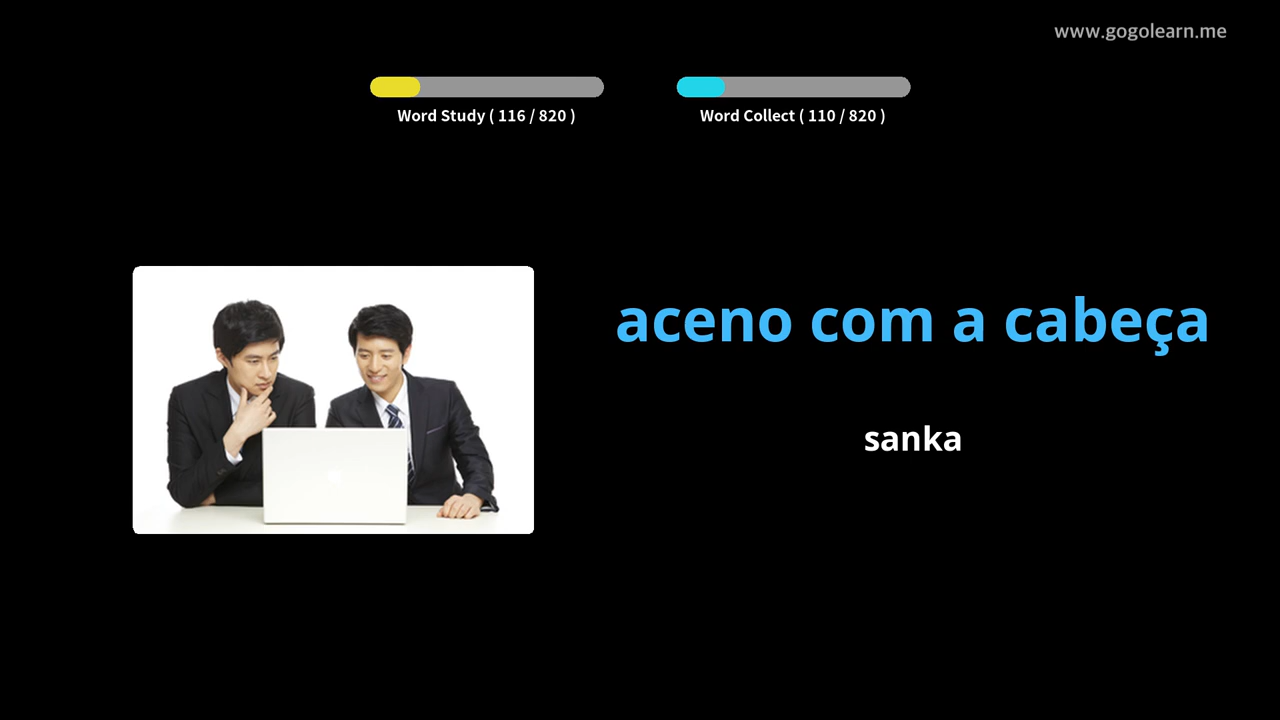 www.gogolearn.me
Word Study ( 116 / 820 )
Word Collect ( 110 / 820 )
aceno com a cabeça
sanka